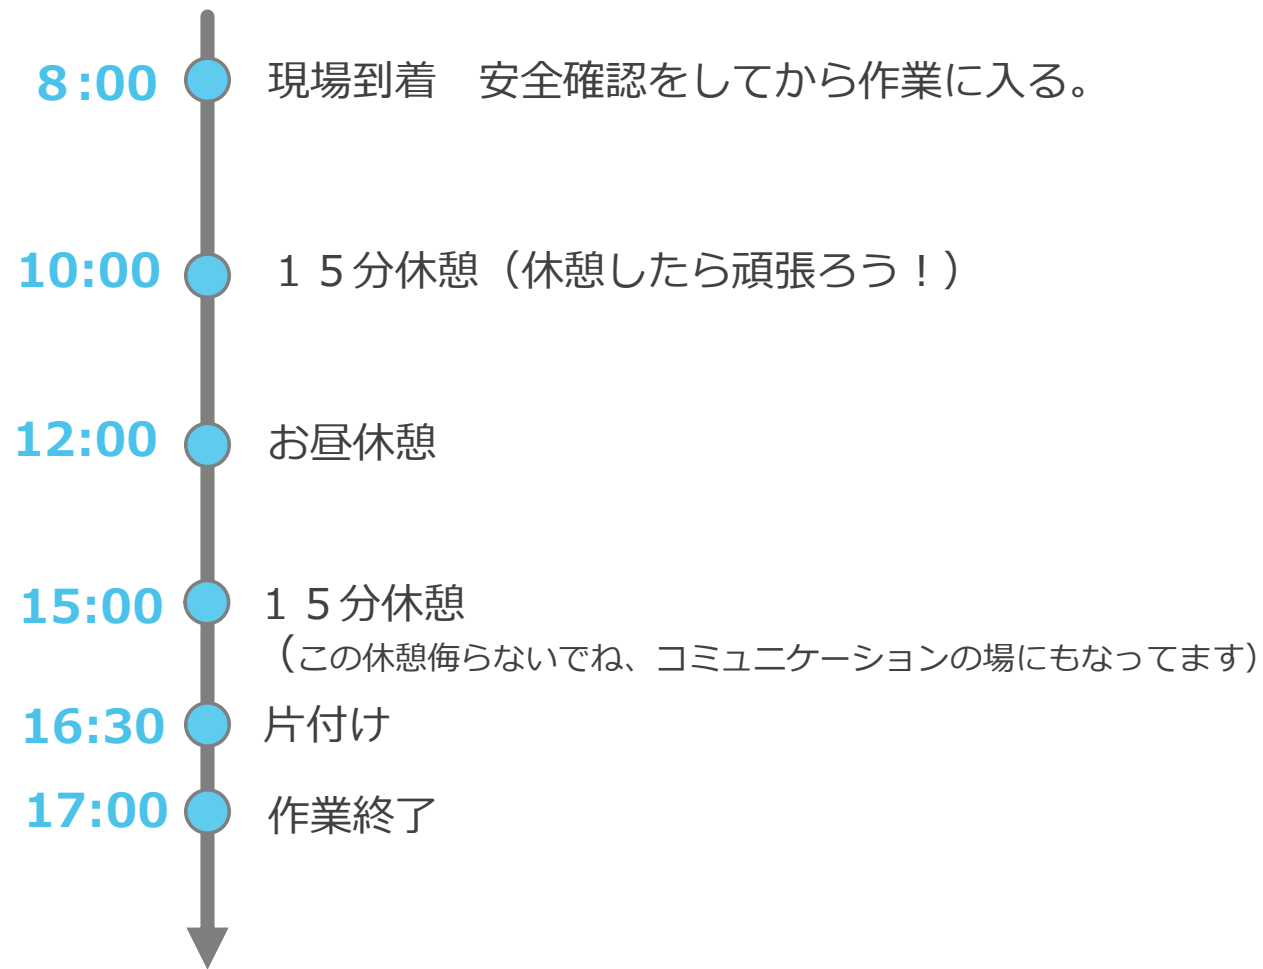 ８:00 現場到着　安全確認をしてから作業に入る。
10:00 １５分休憩（休憩したら頑張ろう！）
12:00 お昼休憩
15:00 １５分休憩
（この休憩侮らないでね、コミュニケーションの場にもなってます）
16:30 片付け
17:00 作業終了